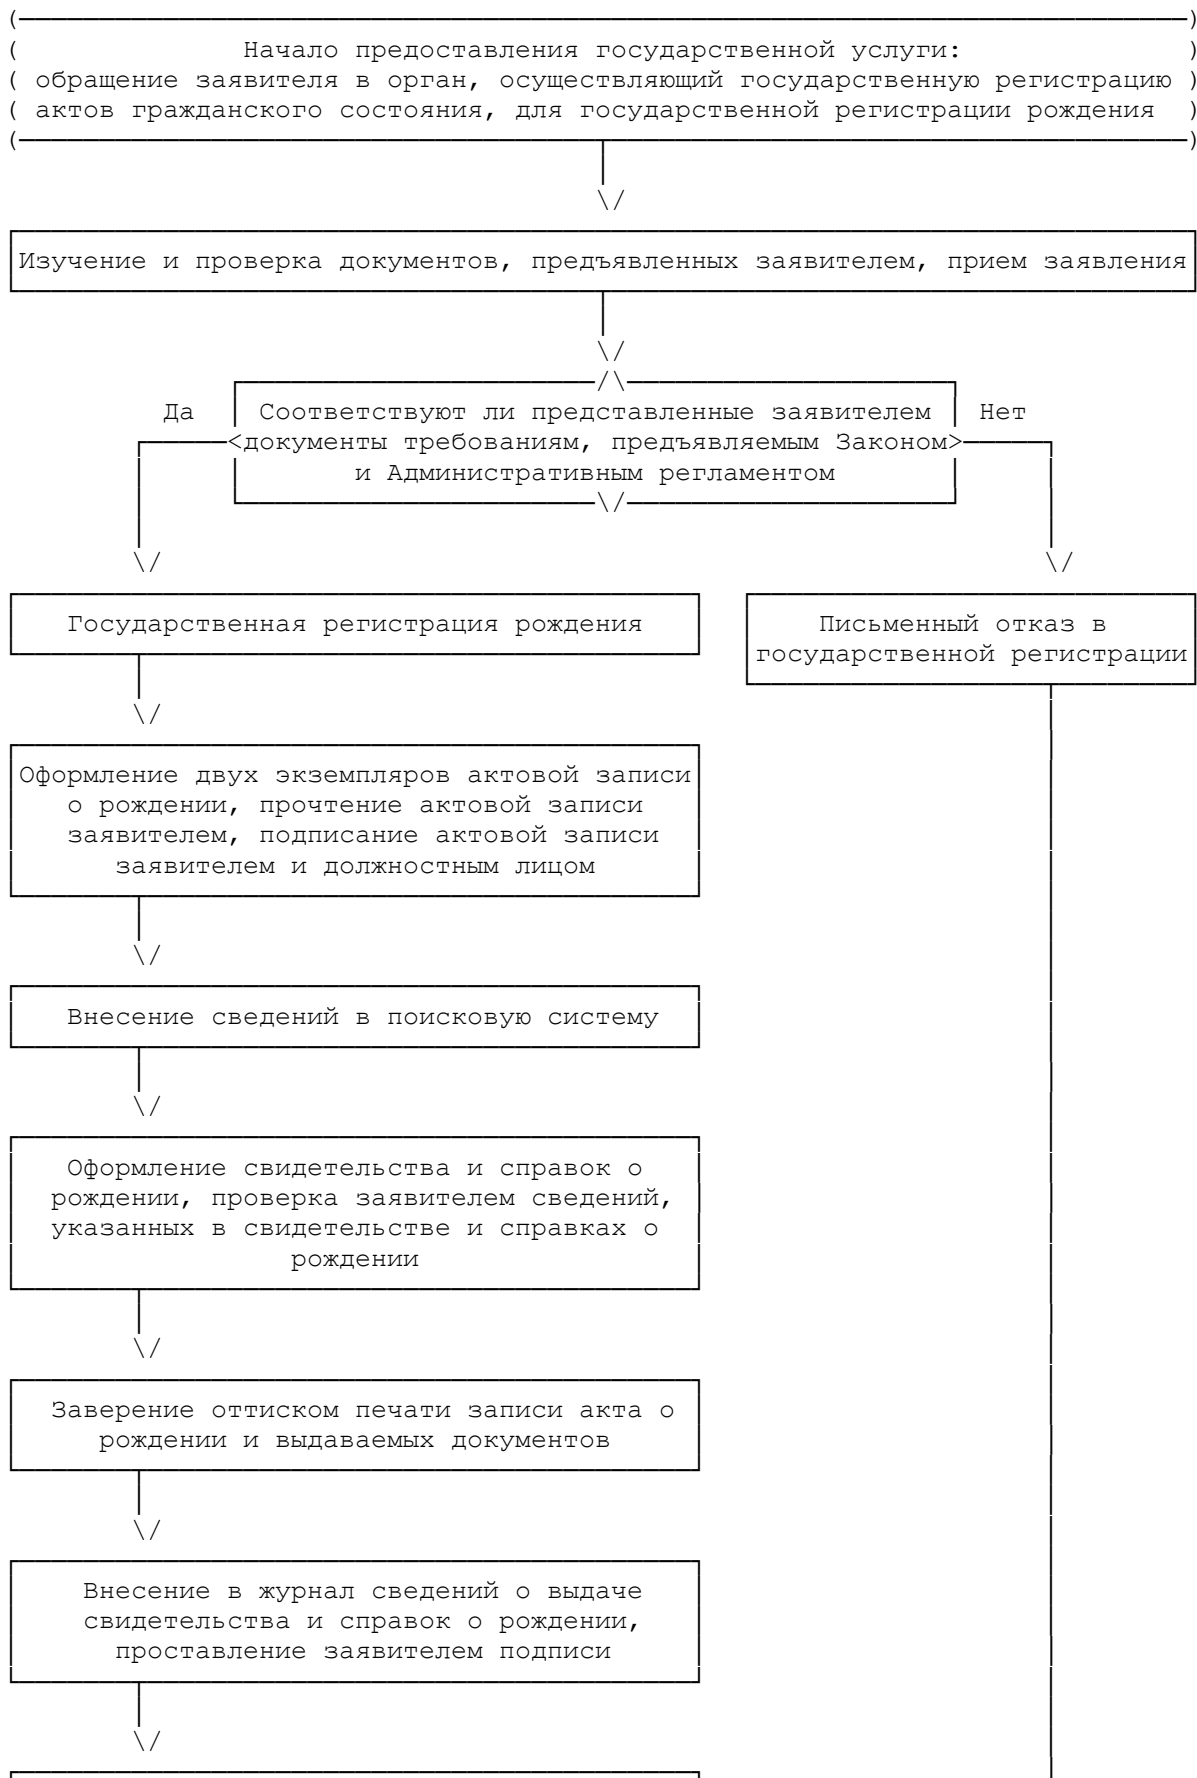 Начало предоставления государственной услуги:
обращение заявителя в орган, осуществляющий государственную регистрацию
актов гражданского состояния, для государственной регистрации рождения
Изучение и проверка документов, предъявленных заявителем, прием заявления
Да
Соответствуют ли представленные заявителем
Нет
документы требованиям, предъявляемым Законом
и Административным регламентом
Государственная регистрация рождения
Письменный отказ в
государственной регистрации
Оформление двух экземпляров актовой записи
о рождении, прочтение актовой записи
заявителем, подписание актовой записи
заявителем и должностным лицом
Внесение сведений в поисковую систему
Оформление свидетельства и справок о
рождении, проверка заявителем сведений,
указанных в свидетельстве и справках о
рождении
Заверение оттиском печати записи акта о
рождении и выдаваемых документов
Внесение в журнал сведений о выдаче
свидетельства и справок о рождении,
проставление заявителем подписи